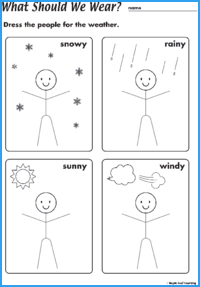 What Should We Wear? name
Dress the people for the weather.
snowy
rainy
sunny
windy
© Maple Leaf Learning